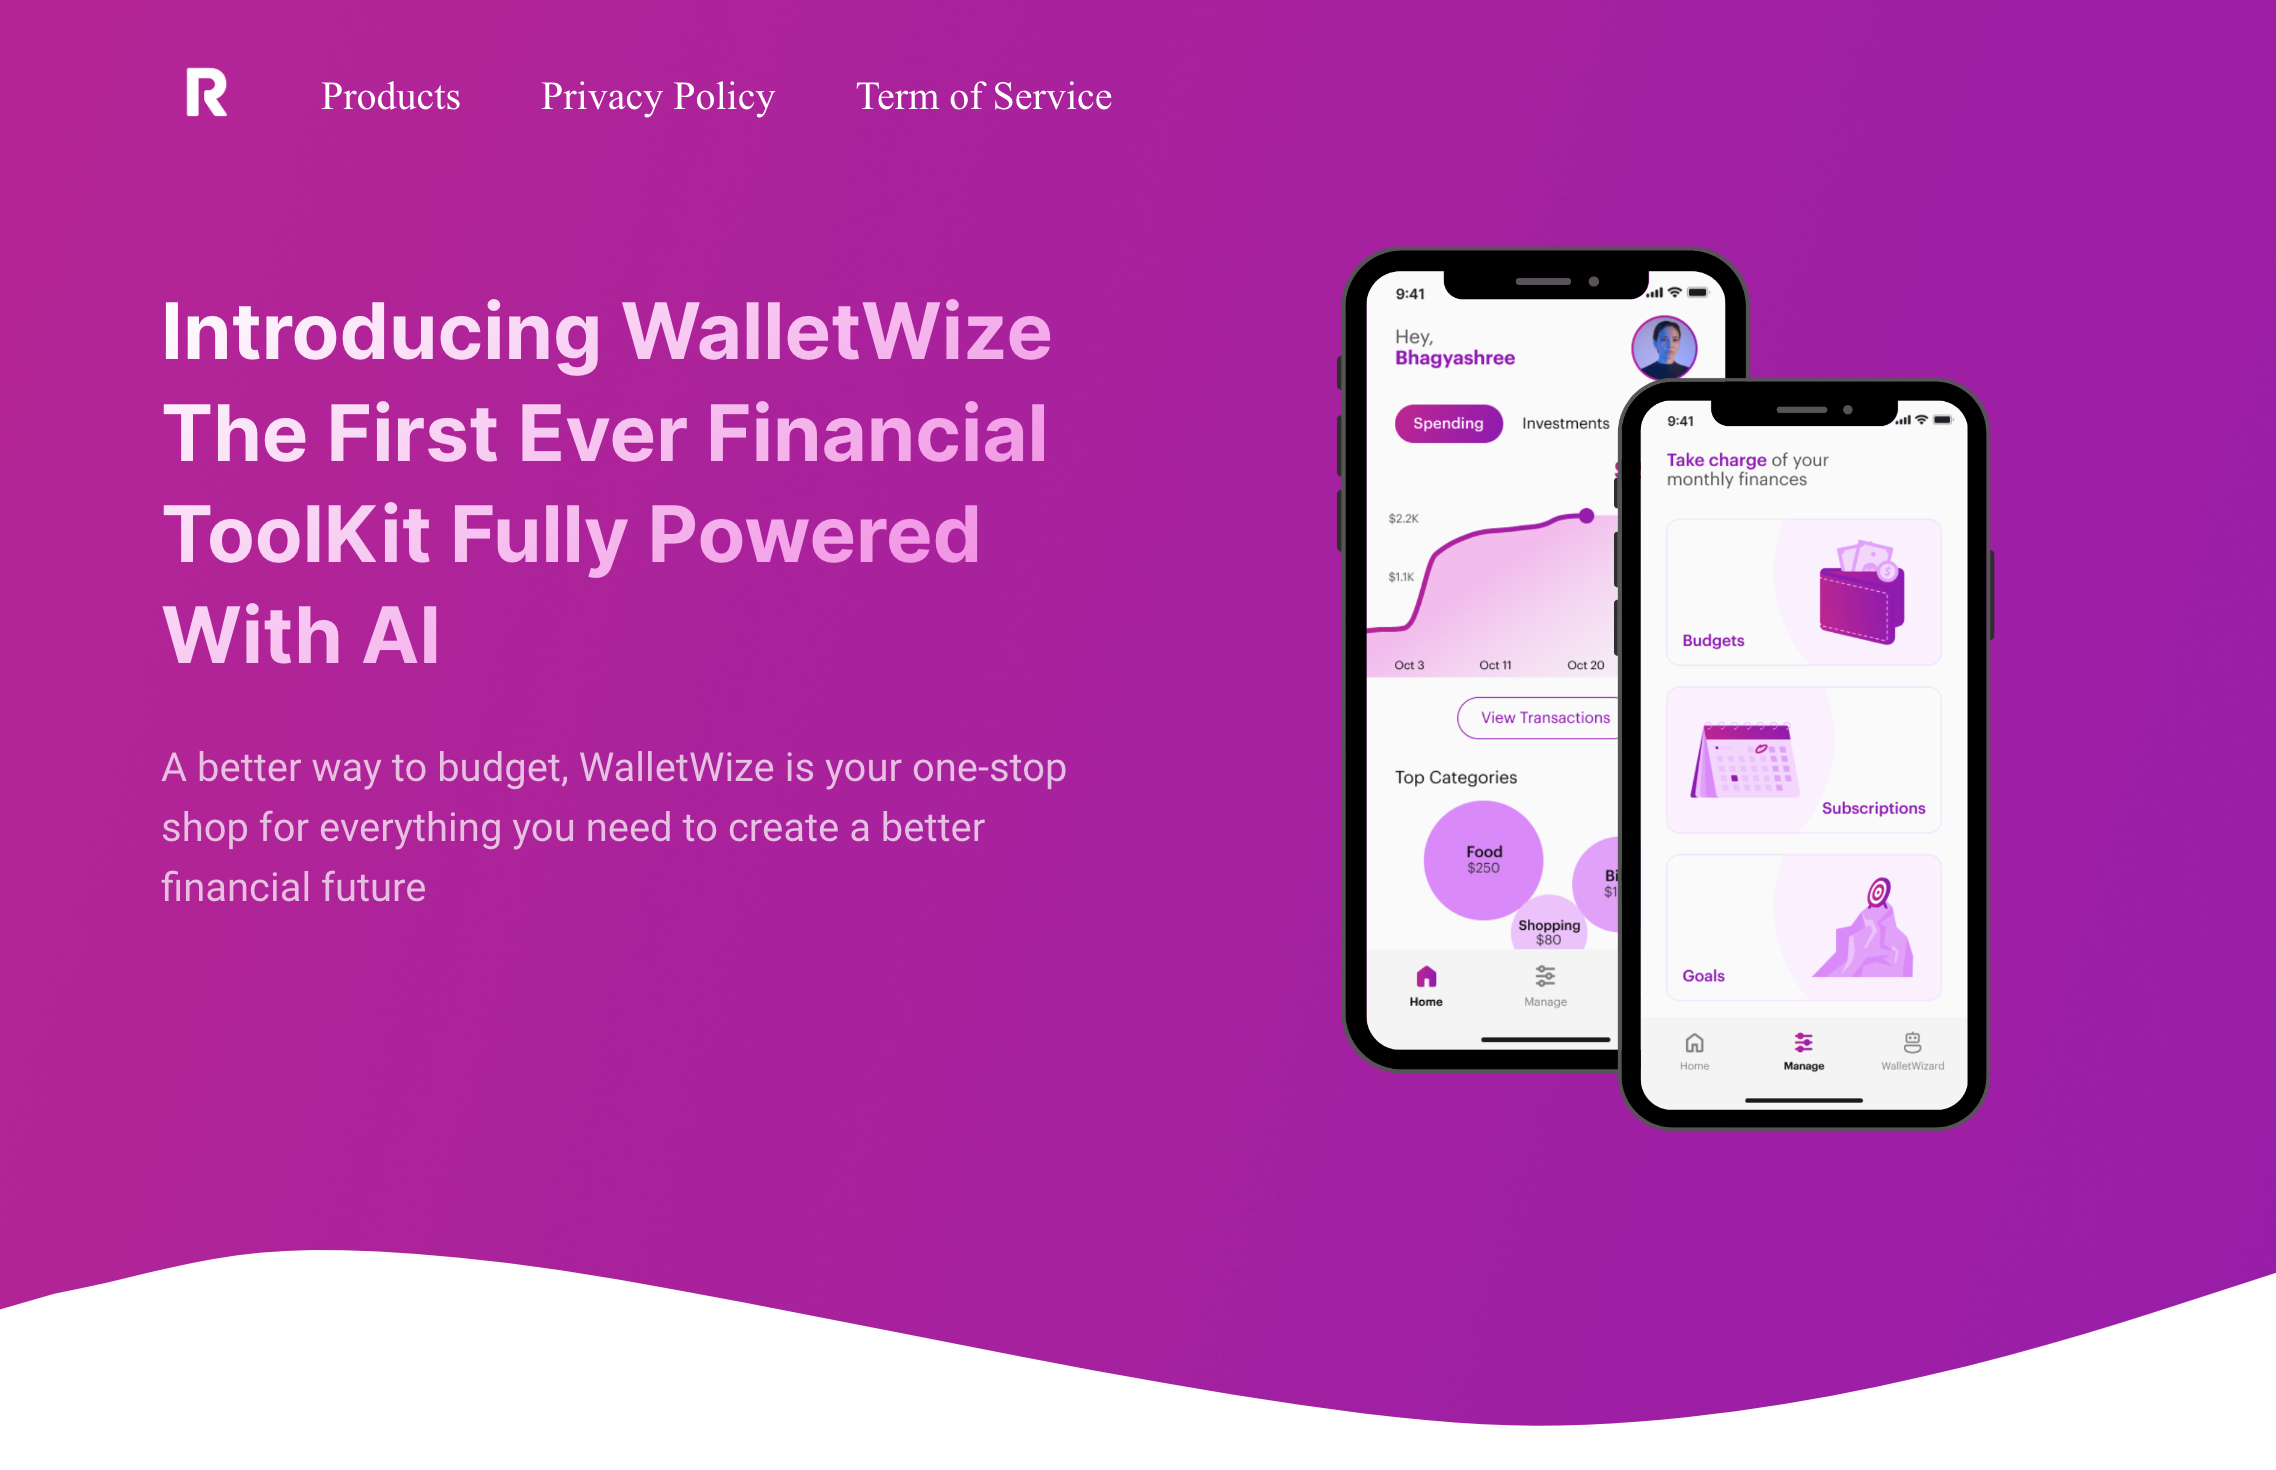 R
Products
Privacy Policy
Term of Service
Introducing WalletWize
The First Ever Financial
ToolKit Fully Powered
With AI
A better way to budget, WalletWize is your one-stop
shop for everything you need to create a better
financial future
9:41
Hey,
Bhagyashree
Spending
Investments
$2.2K
$1.1K
Oct 3
Oct 11
Oct 20
View Transactions
Top Categories
Food
$250
Shopping
$80
Home
Manage
9:41
Take charge of your
monthly finances
Budgets
Subscriptions
Goals
Home
Manage
WalletWizard